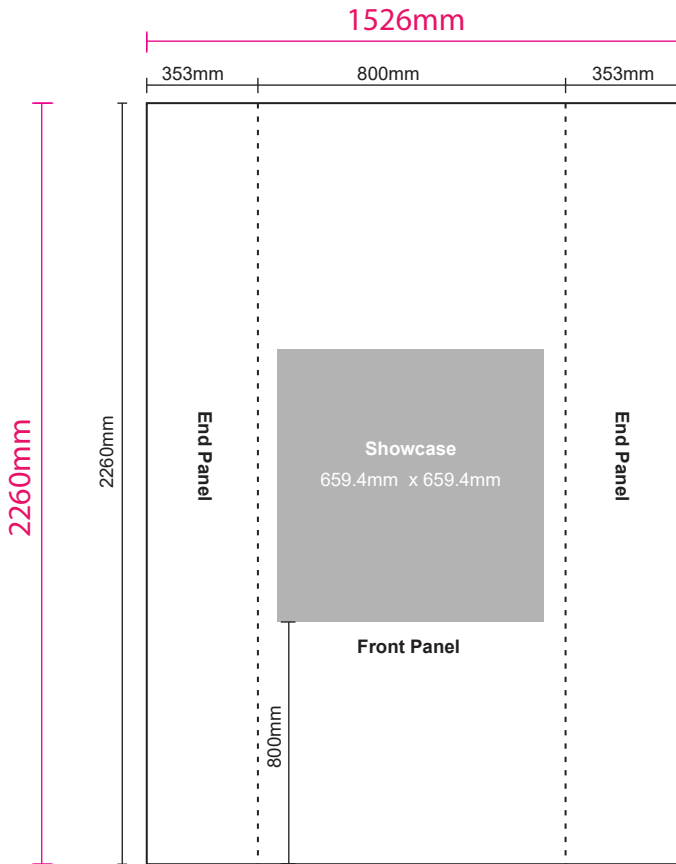 1526mm
353mm
800mm
353mm
2260mm
2260mm
End Panel
Showcase
659.4mm x 659.4mm
End Panel
Front Panel
800mm